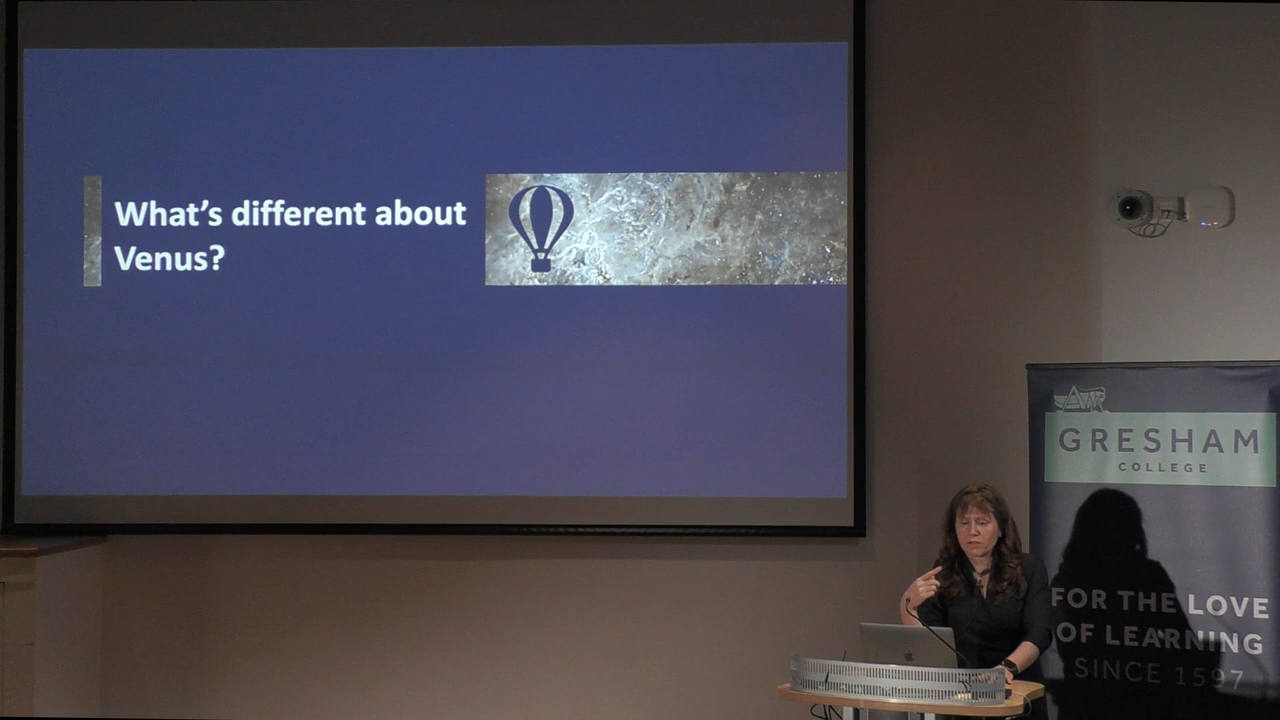 What's different about
Venus?
GRESHAM
COLLEGE
FOR THE LOVE
OF LEARNING
SINCE 1597